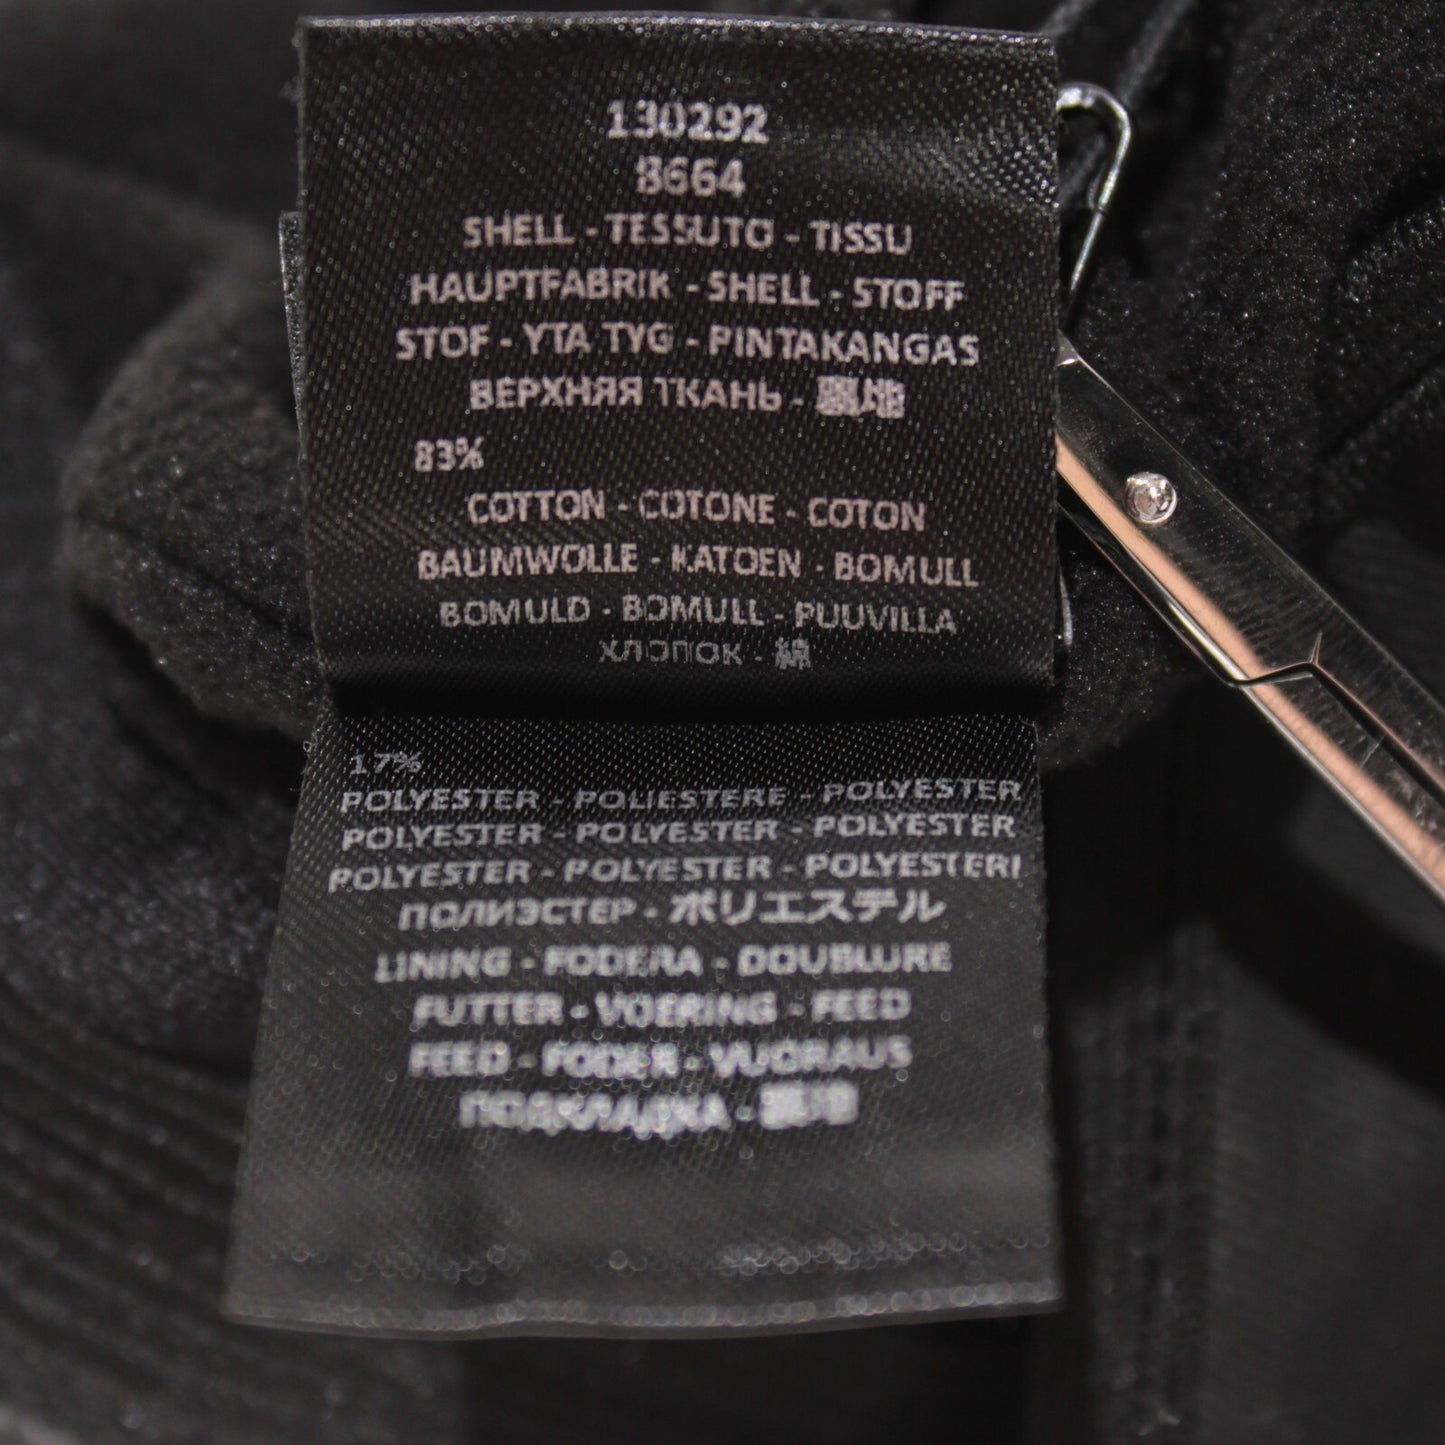 130292
8664
SHELL - TESSUTO - TISSU
HAUPTFABRIK - SHELL - STOFF
STOF - YTA TYG - PINTAKANGAS
ВЕРХНЯЯ ТКАНЬ -
83%
COTTON - COTONE - COTON
BAUMWOLLE - KATOEN - BOMULL
BOMULD - BOMULL - PUUVILLA
ХЛОПОК - 綿
17%
POLYESTER - POLIESTERE - POLYESTER
POLYESTER - POLYESTER - POLYESTER
POLYESTER - POLYESTER - POLYESTERI
ПОЛИЭСТЕР - ポリエステル
LINING - FODERA - DOUBLURE
FUTTER - VOERING - FEED
FEED - FODER - VUORAUS
ПОДКЛАДКА -